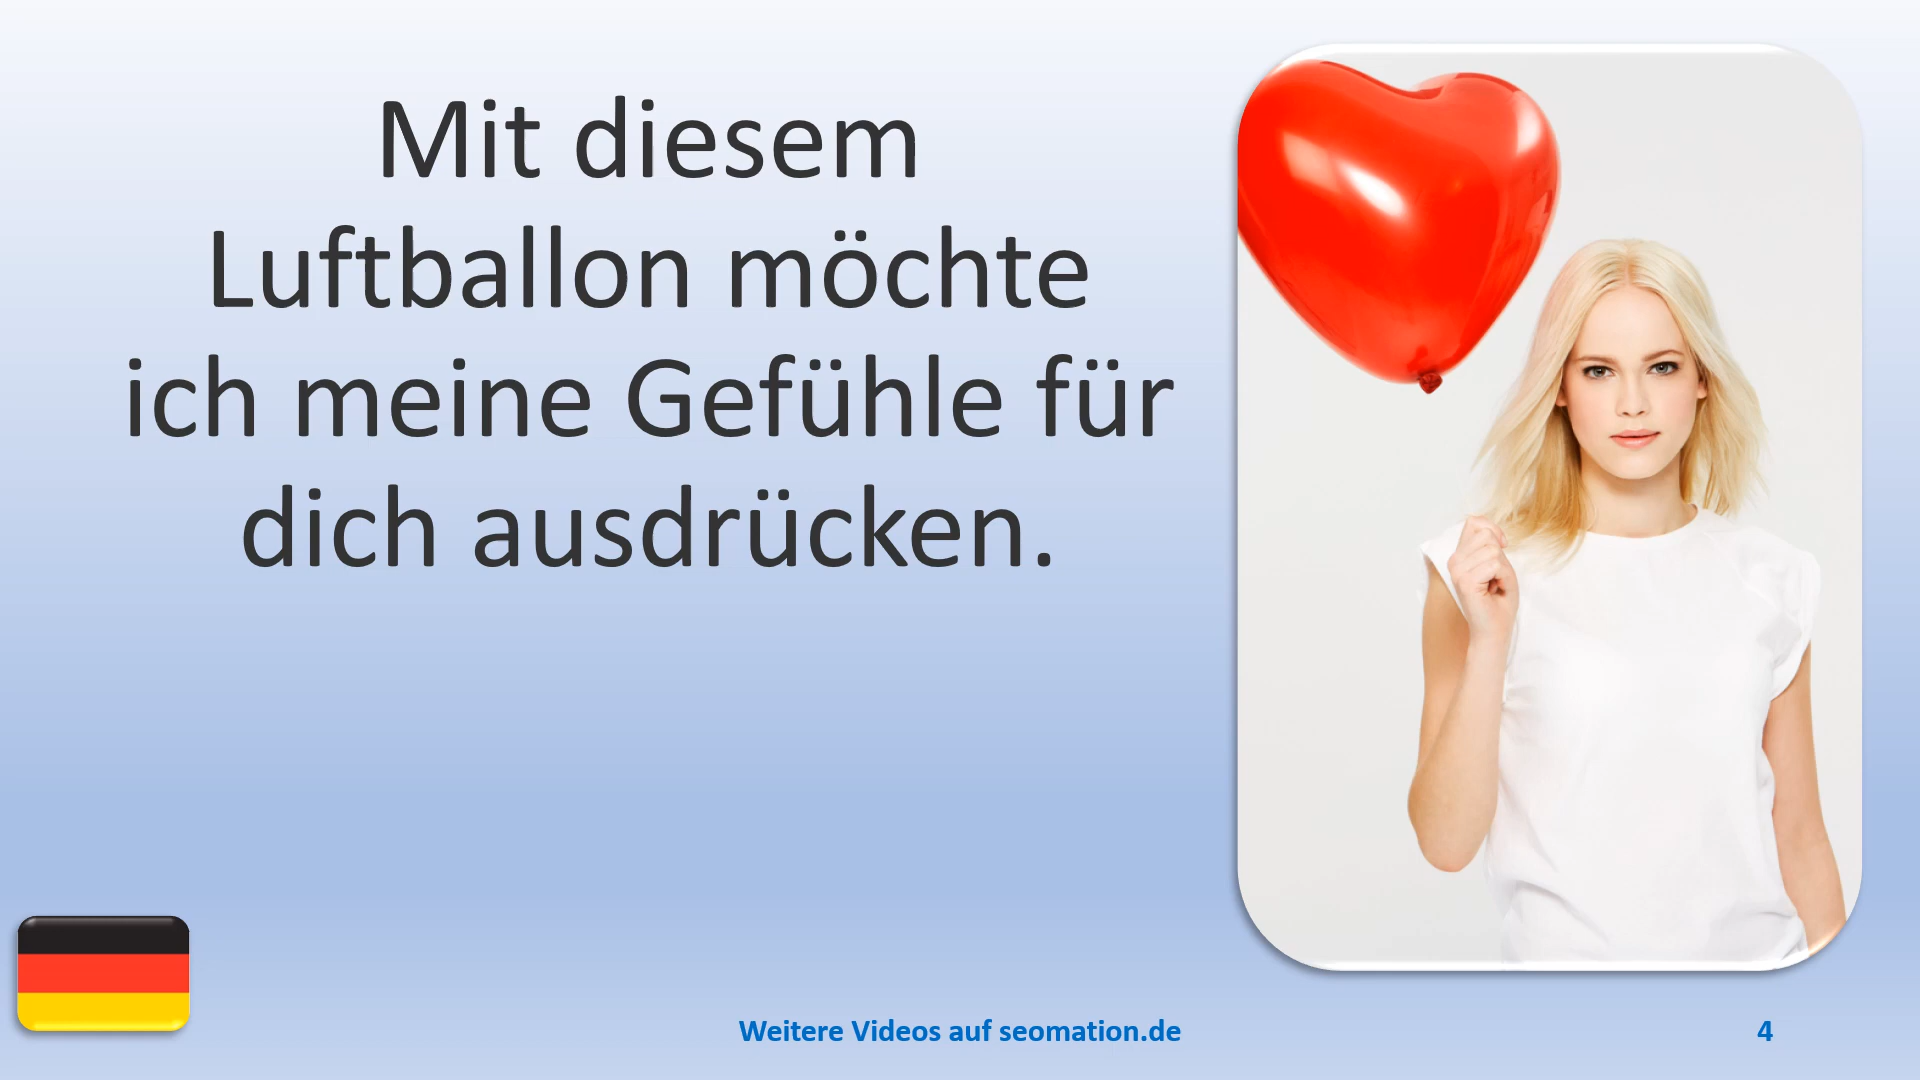 Mit diesem
Luftballon möchte
ich meine Gefühle für
dich ausdrücken.
Weitere Videos auf seomation.de
4